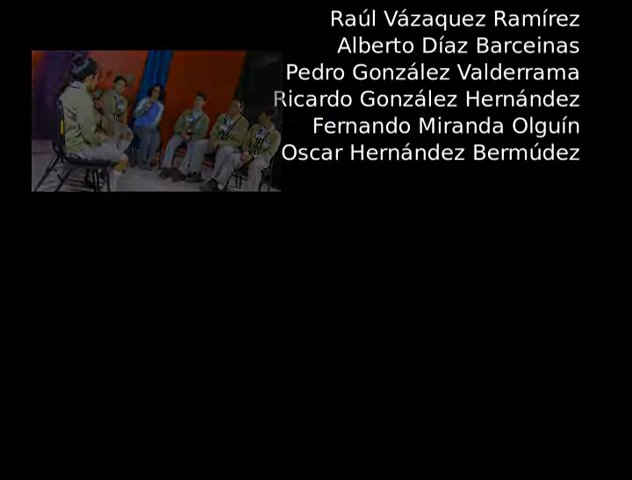 Raúl Vázaquez Ramírez
Alberto Díaz Barceinas
Pedro González Valderrama
Ricardo González Hernández
Fernando Miranda Olguín
Oscar Hernández Bermúdez